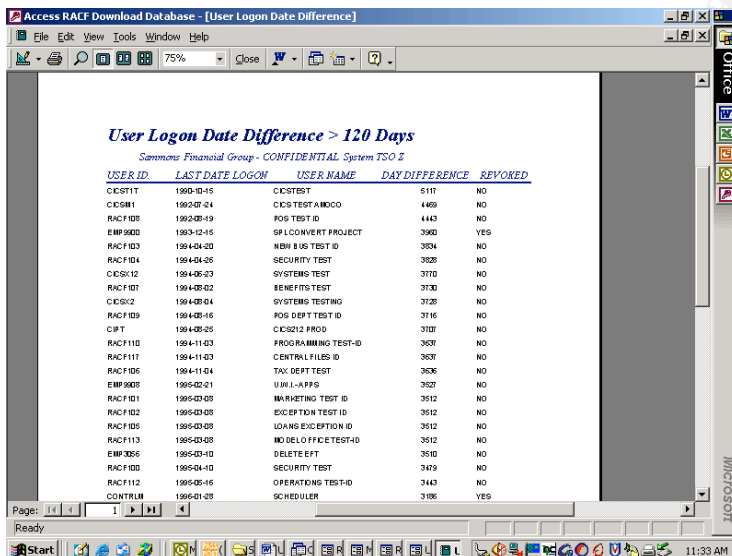 Access RACF Download Database - [User Logon Date Difference]
File Edit View Tools Window Help
75% Close
User Logon Date Difference > 120 Days
Sammons Financial Group - CONFIDENTIAL System TSO Z
USER ID. LAST DATE LOGON USER NAME DAY DIFFERENCE REVOKED
CICST1T 1990-10-15 CICSTEST 5117 NO
CICSM1 1992-07-24 CICS TEST AMOCO 4469 NO
RACF108 1992-08-19 POS TEST ID 4443 NO
EMP9900 1993-12-15 SPLCONVERT PROJECT 3960 YES
RACF103 1994-04-20 NEW BUS TEST ID 3834 NO
RACF104 1994-04-26 SECURITY TEST 3828 NO
CICSX12 1994-06-23 SYSTEMS TEST 3770 NO
RACF107 1994-08-02 BENEFITS TEST 3730 NO
CICSX2 1994-08-04 SYSTEMS TESTING 3728 NO
RACF109 1994-08-16 POS DEPT TEST ID 3716 NO
CIPT 1994-08-25 CICS212 PROD 3707 NO
RACF110 1994-11-03 PROGRAMMING TEST-ID 3637 NO
RACF117 1994-11-03 CENTRAL FILES ID 3637 NO
RACF106 1994-11-04 TAX DEPT TEST 3636 NO
EMP9908 1995-02-21 U.W.I.-APPS 3527 NO
RACF101 1995-03-08 MARKETING TEST ID 3512 NO
RACF102 1995-03-08 EXCEPTION TEST ID 3512 NO
RACF105 1995-03-08 LOANS EXCEPTION ID 3512 NO
RACF113 1995-03-08 MODEL OFFICE TEST-ID 3512 NO
EMP3056 1995-03-10 DELETE EFT 3510 NO
RACF100 1995-04-10 SECURITY TEST 3479 NO
RACF112 1995-05-16 OPERATIONS TEST-ID 3443 NO
CONTRLM 1996-01-28 SCHEDULER 3186 YES
Page: 1
Ready
Start 11:33 AM
Office
Microsoft